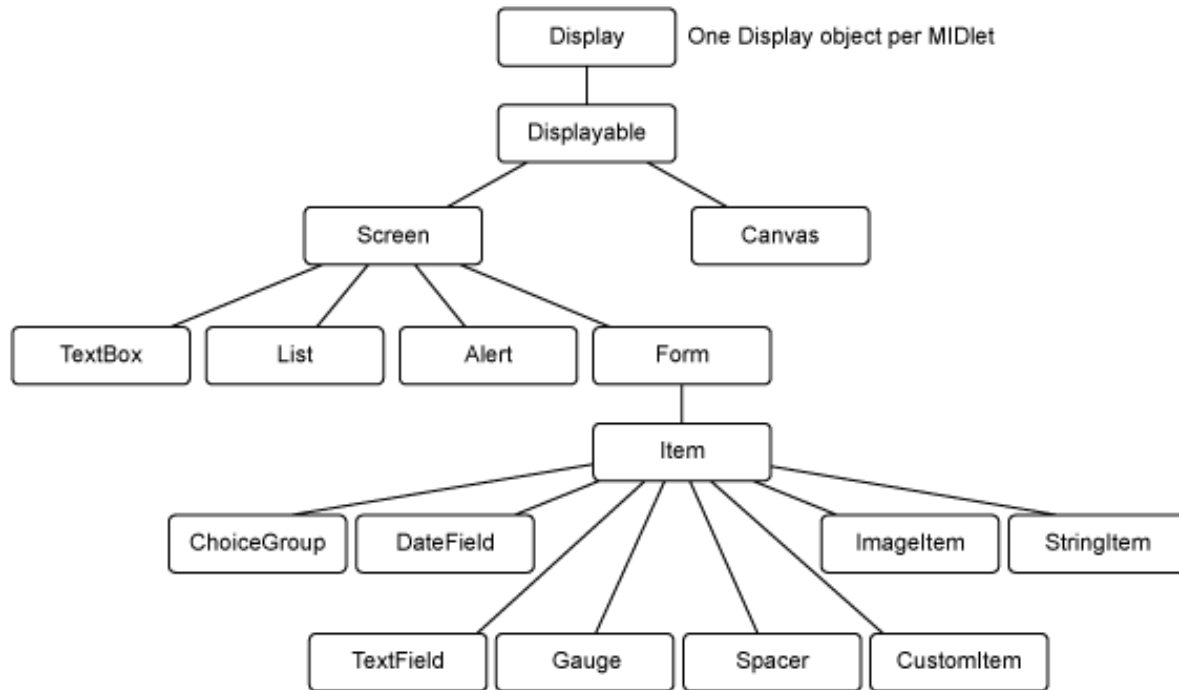 Display
One Display object per MIDlet
Displayable
Screen
Canvas
TextBox
List
Alert
Form
Item
ChoiceGroup
DateField
ImageItem
StringItem
TextField
Gauge
Spacer
CustomItem